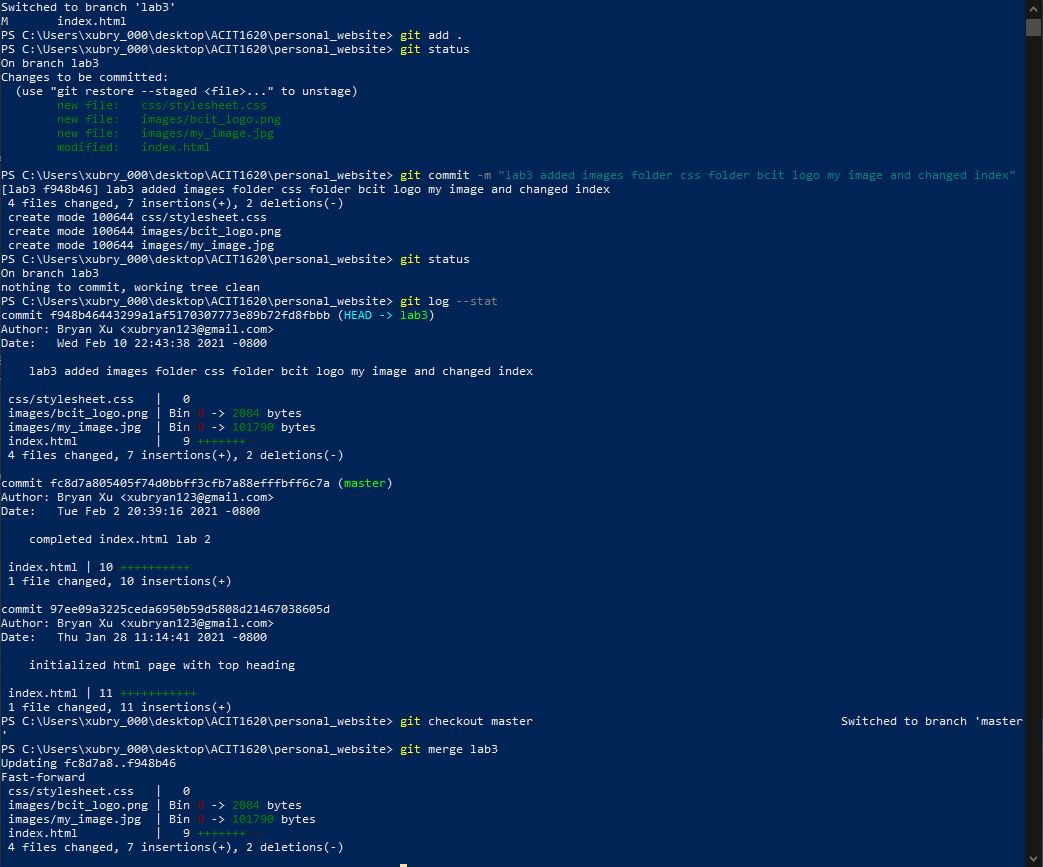 Switched to branch 'lab3'
M       index.html
PS C:\Users\xubry_000\desktop\ACIT1620\personal_website> git add .
PS C:\Users\xubry_000\desktop\ACIT1620\personal_website> git status
On branch lab3
Changes to be committed:
  (use "git restore --staged <file>..." to unstage)
        new file:   css/stylesheet.css
        new file:   images/bcit_logo.png
        new file:   images/my_image.jpg
        modified:   index.html
PS C:\Users\xubry_000\desktop\ACIT1620\personal_website> git commit -m "lab3 added images folder css folder bcit logo my image and changed index"
[lab3 f948b46] lab3 added images folder css folder bcit logo my image and changed index
 4 files changed, 7 insertions(+), 2 deletions(-)
 create mode 100644 css/stylesheet.css
 create mode 100644 images/bcit_logo.png
 create mode 100644 images/my_image.jpg
PS C:\Users\xubry_000\desktop\ACIT1620\personal_website> git status
On branch lab3
nothing to commit, working tree clean
PS C:\Users\xubry_000\desktop\ACIT1620\personal_website> git log --stat
commit f948b46443299a1af5170307773e89b72fd8fbbb (HEAD -> lab3)
Author: Bryan Xu <xubryan123@gmail.com>
Date:   Wed Feb 10 22:43:38 2021 -0800
    lab3 added images folder css folder bcit logo my image and changed index
 css/stylesheet.css   |   0
 images/bcit_logo.png | Bin 0 -> 2084 bytes
 images/my_image.jpg  | Bin 0 -> 101790 bytes
 index.html           |   9 +++++++--
 4 files changed, 7 insertions(+), 2 deletions(-)
commit fc8d7a805405f74d0bbff3cfb7a88efffbff6c7a (master)
Author: Bryan Xu <xubryan123@gmail.com>
Date:   Tue Feb 2 20:39:16 2021 -0800
    completed index.html lab 2
 index.html | 10 ++++++++++
 1 file changed, 10 insertions(+)
commit 97ee09a3225ceda6950b59d5808d21467038605d
Author: Bryan Xu <xubryan123@gmail.com>
Date:   Thu Jan 28 11:14:41 2021 -0800
    initialized html page with top heading
 index.html | 11 +++++++++++
 1 file changed, 11 insertions(+)
PS C:\Users\xubry_000\desktop\ACIT1620\personal_website> git checkout master                                            Switched to branch 'master
'
PS C:\Users\xubry_000\desktop\ACIT1620\personal_website> git merge lab3
Updating fc8d7a8..f948b46
Fast-forward
 css/stylesheet.css   |   0
 images/bcit_logo.png | Bin 0 -> 2084 bytes
 images/my_image.jpg  | Bin 0 -> 101790 bytes
 index.html           |   9 +++++++--
 4 files changed, 7 insertions(+), 2 deletions(-)